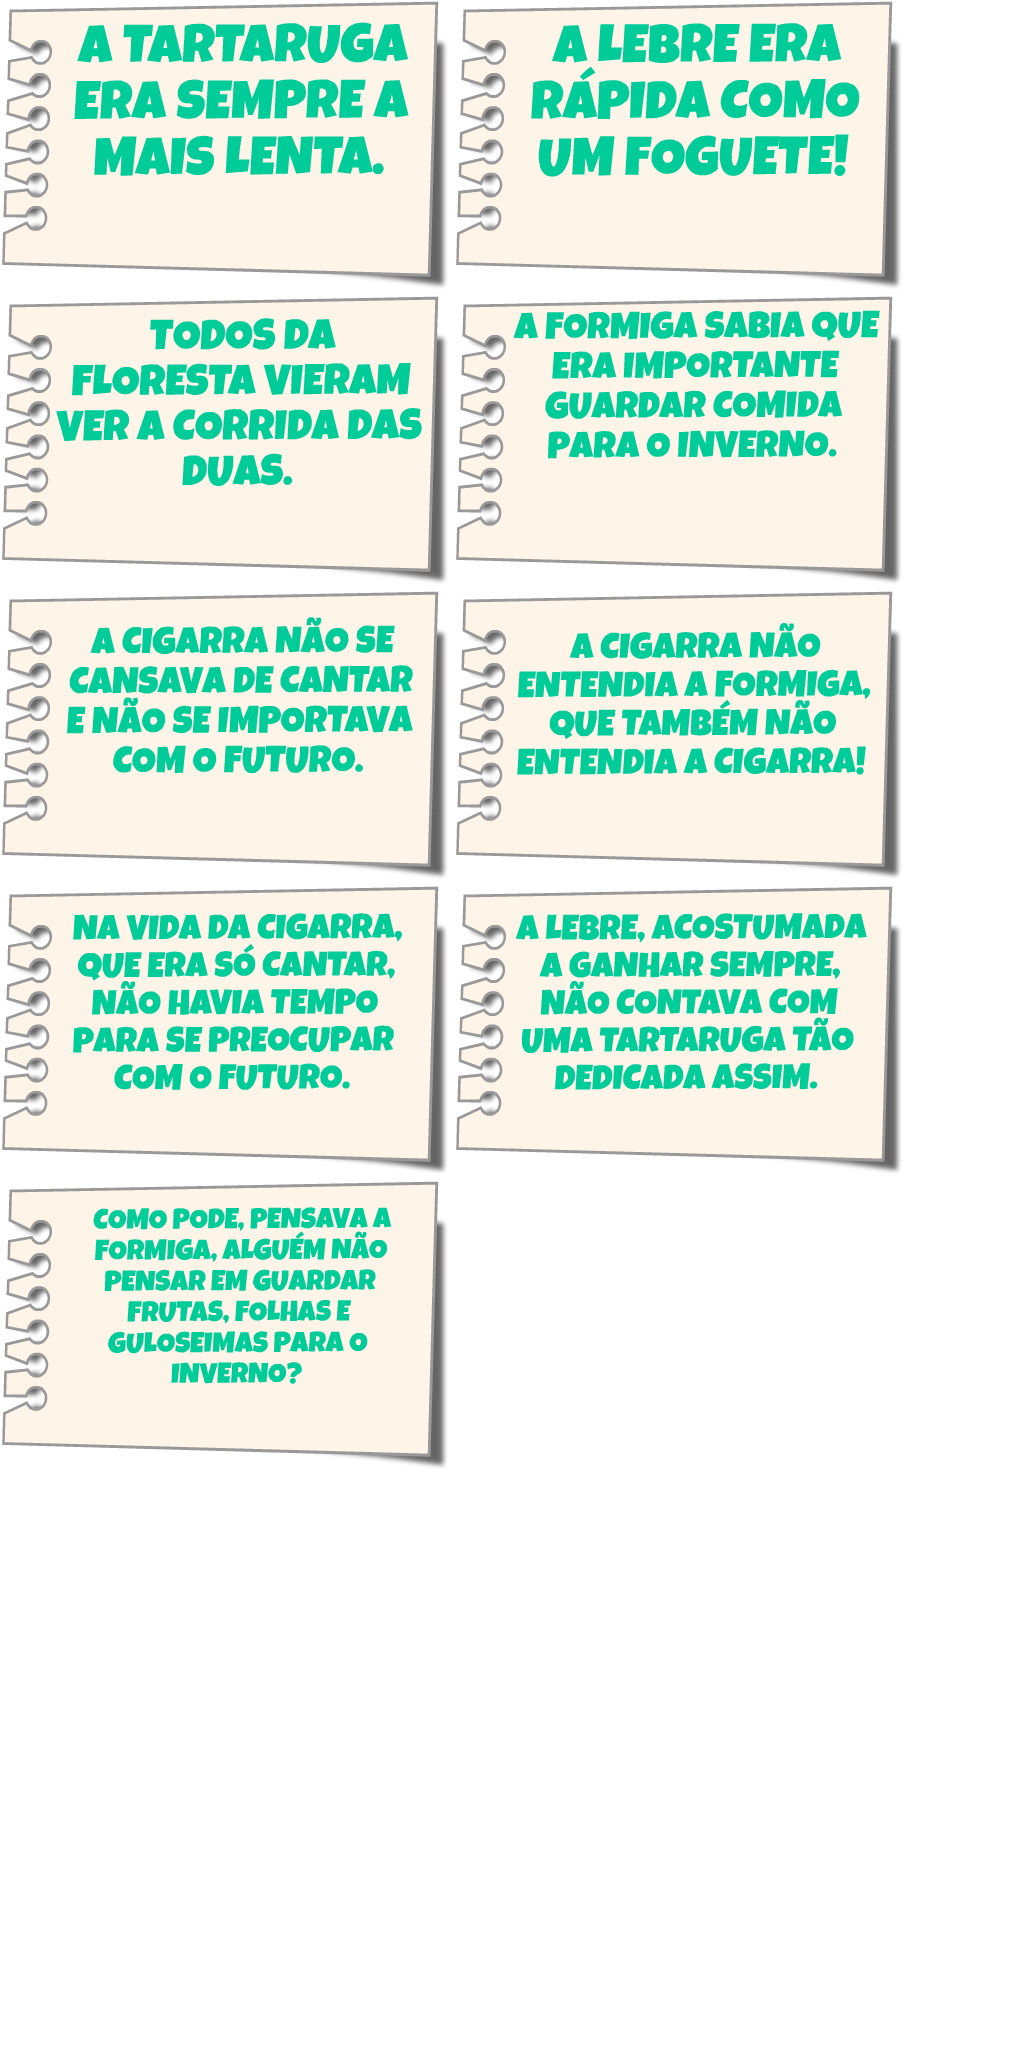 A TARTARUGA
ERA SEMPRE A
MAIS LENTA.
A LEBRE ERA
RÁPIDA COMO
UM FOGUETE!
TODOS DA
FLORESTA VIERAM
VER A CORRIDA DAS
DUAS.
A FORMIGA SABIA QUE
ERA IMPORTANTE
GUARDAR COMIDA
PARA O INVERNO.
A CIGARRA NÃO SE
CANSAVA DE CANTAR
E NÃO SE IMPORTAVA
COM O FUTURO.
A CIGARRA NÃO
ENTENDIA A FORMIGA,
QUE TAMBÉM NÃO
ENTENDIA A CIGARRA!
NA VIDA DA CIGARRA,
QUE ERA SÓ CANTAR,
NÃO HAVIA TEMPO
PARA SE PREOCUPAR
COM O FUTURO.
A LEBRE, ACOSTUMADA
A GANHAR SEMPRE,
NÃO CONTAVA COM
UMA TARTARUGA TÃO
DEDICADA ASSIM.
COMO PODE, PENSAVA A
FORMIGA, ALGUÉM NÃO
PENSAR EM GUARDAR
FRUTAS, FOLHAS E
GULOSEIMAS PARA O
INVERNO?